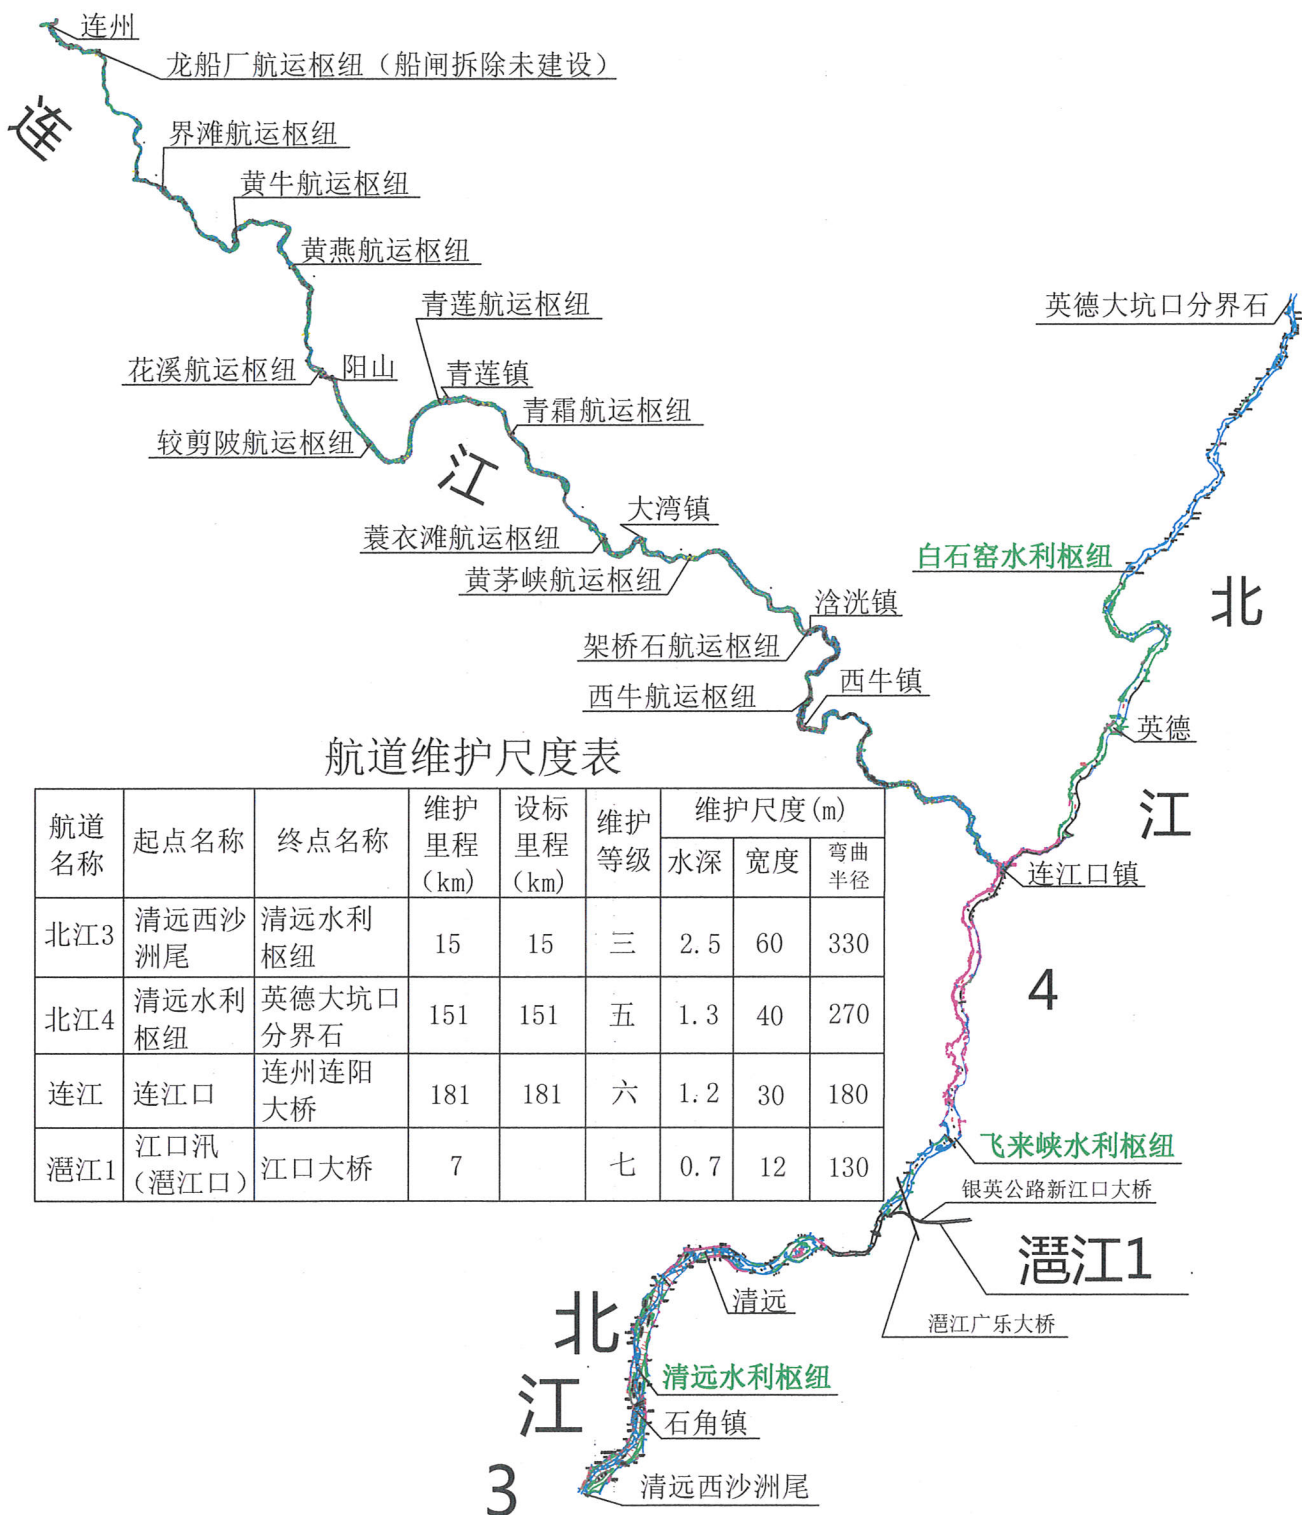 连州
龙船厂航运枢纽（船闸拆除未建设）
连
界滩航运枢纽
黄牛航运枢纽
黄燕航运枢纽
青莲航运枢纽
英德大坑口分界石
花溪航运枢纽
阳山
青莲镇
青霜航运枢纽
较剪陂航运枢纽
江
大湾镇
蓑衣滩航运枢纽
白石窑水利枢纽
黄茅峡航运枢纽
北
浛洸镇
架桥石航运枢纽
西牛航运枢纽
西牛镇
英德
江
连江口镇
4
航道维护尺度表
航道名称 起点名称 终点名称 维护里程(km) 设标里程(km) 维护等级 维护尺度(m)
水深 宽度 弯曲半径
北江3 清远西沙洲尾 清远水利枢纽 15 15 三 2.5 60 330
北江4 清远水利枢纽 英德大坑口分界石 151 151 五 1.3 40 270
连江 连江口 连州连阳大桥 181 181 六 1.2 30 180
潖江1 江口汛(潖江口) 江口大桥 7 七 0.7 12 130
飞来峡水利枢纽
银英公路新江口大桥
潖江1
清远
潖江广乐大桥
北
江
清远水利枢纽
石角镇
3
清远西沙洲尾